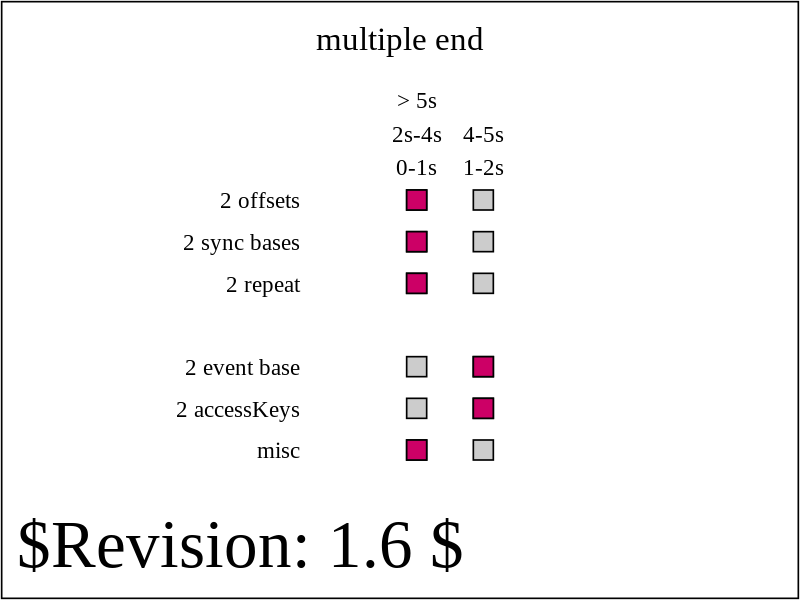 multiple end
> 5s
2s-4s 4-5s
0-1s 1-2s
2 offsets
2 sync bases
2 repeat
2 event base
2 accessKeys
misc
$Revision: 1.6 $